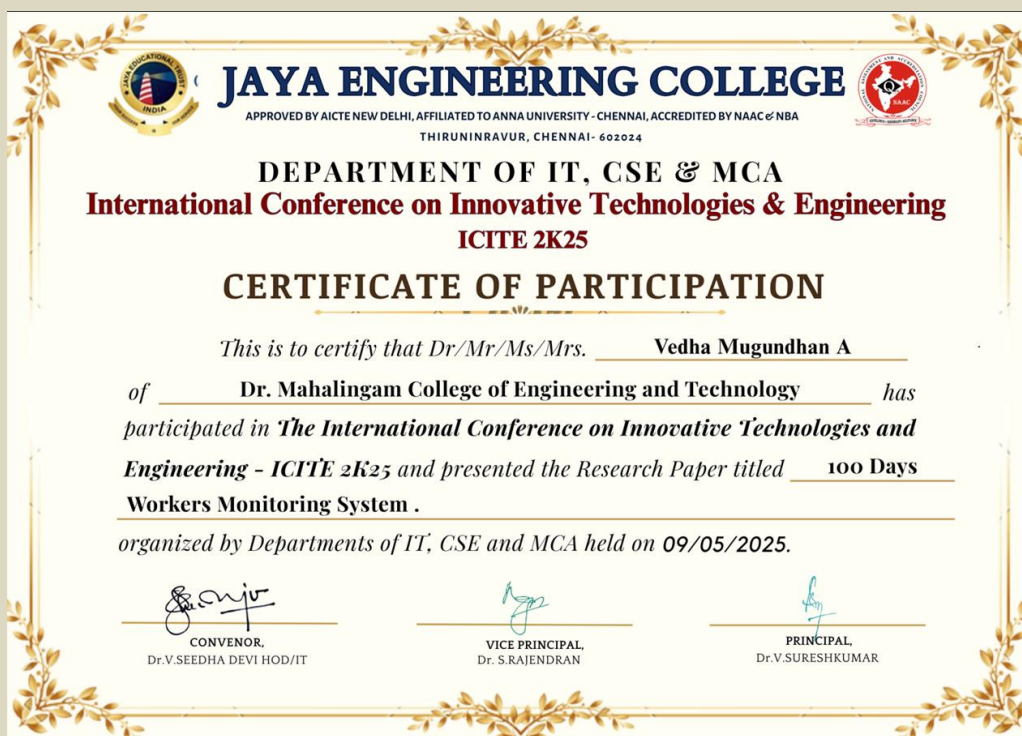 JAYA EDUCATIONAL TRUST
INDIA
JAYA ENGINEERING COLLEGE
NAAC
APPROVED BY AICTE NEW DELHI, AFFILIATED TO ANNA UNIVERSITY - CHENNAI, ACCREDITED BY NAAC & NBA
THIRUNINRAVUR, CHENNAI- 602024
DEPARTMENT OF IT, CSE & MCA
International Conference on Innovative Technologies & Engineering
ICITE 2K25
CERTIFICATE OF PARTICIPATION
This is to certify that Dr/Mr/Ms/Mrs. Vedha Mugundhan A
of Dr. Mahalingam College of Engineering and Technology has
participated in The International Conference on Innovative Technologies and
Engineering - ICITE 2K25 and presented the Research Paper titled 100 Days
Workers Monitoring System .
organized by Departments of IT, CSE and MCA held on 09/05/2025.
CONVENOR,
Dr.V.SEEDHA DEVI HOD/IT
VICE PRINCIPAL,
Dr. S.RAJENDRAN
PRINCIPAL,
Dr.V.SURESHKUMAR